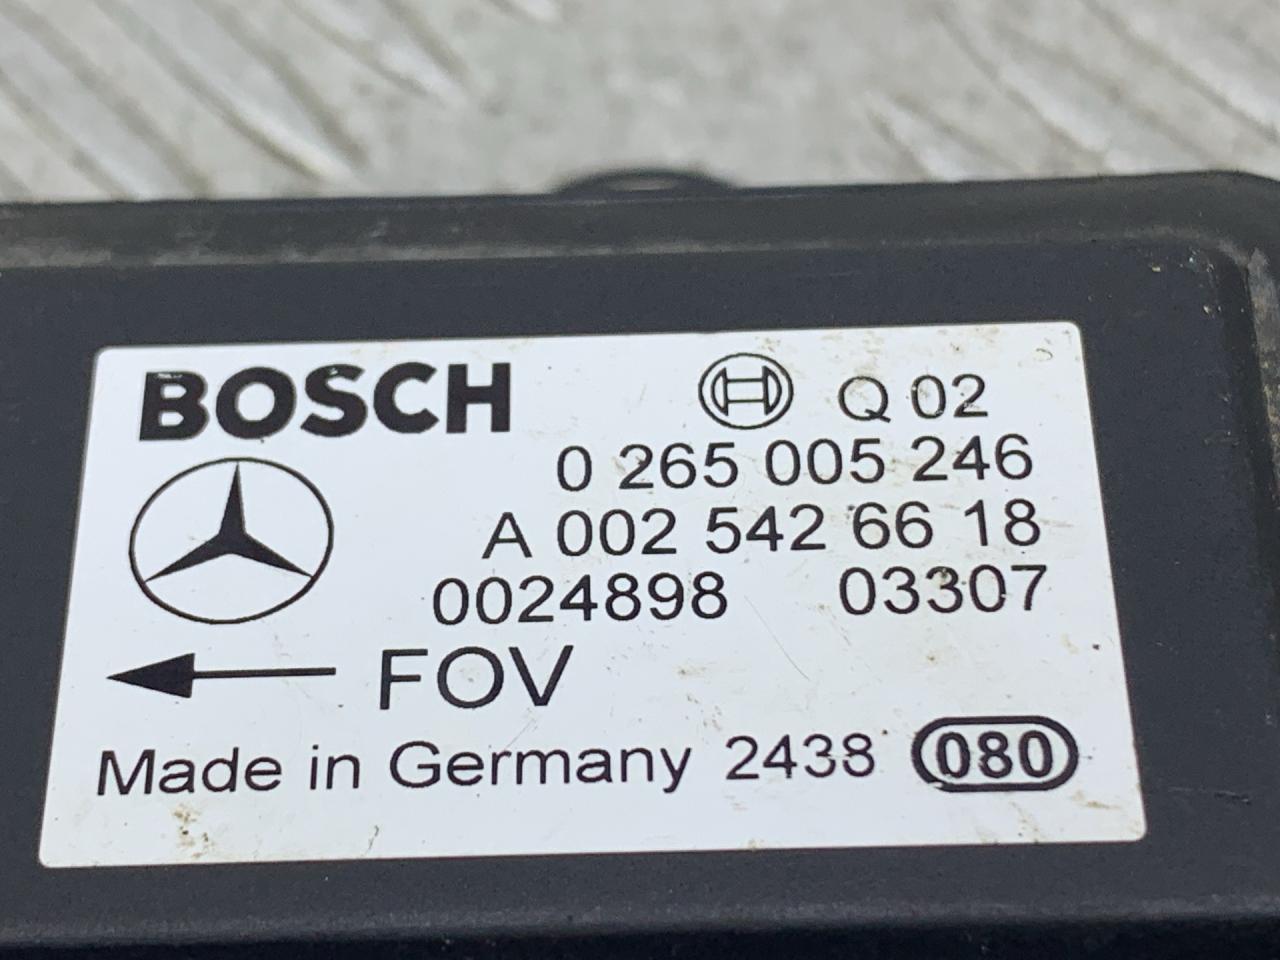 BOSCH Q 02
0 265 005 246
A 002 542 66 18
0024898 03307
FOV
Made in Germany 2438 080